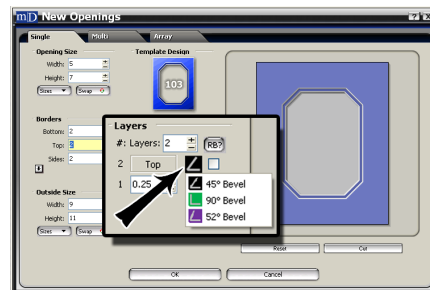 mD New Openings
Single Multi Array
Opening Size
Template Design
Width: 5
Height: 7
103
Sizes Swap
Borders
Bottom: 2
Top: 2
Sides: 2
Layers
#: Layers: 2 RB?
2 Top
1 0.25
45° Bevel
90° Bevel
52° Bevel
Outside Size
Width: 9
Height: 11
Sizes Swap
Reset Cut
OK Cancel